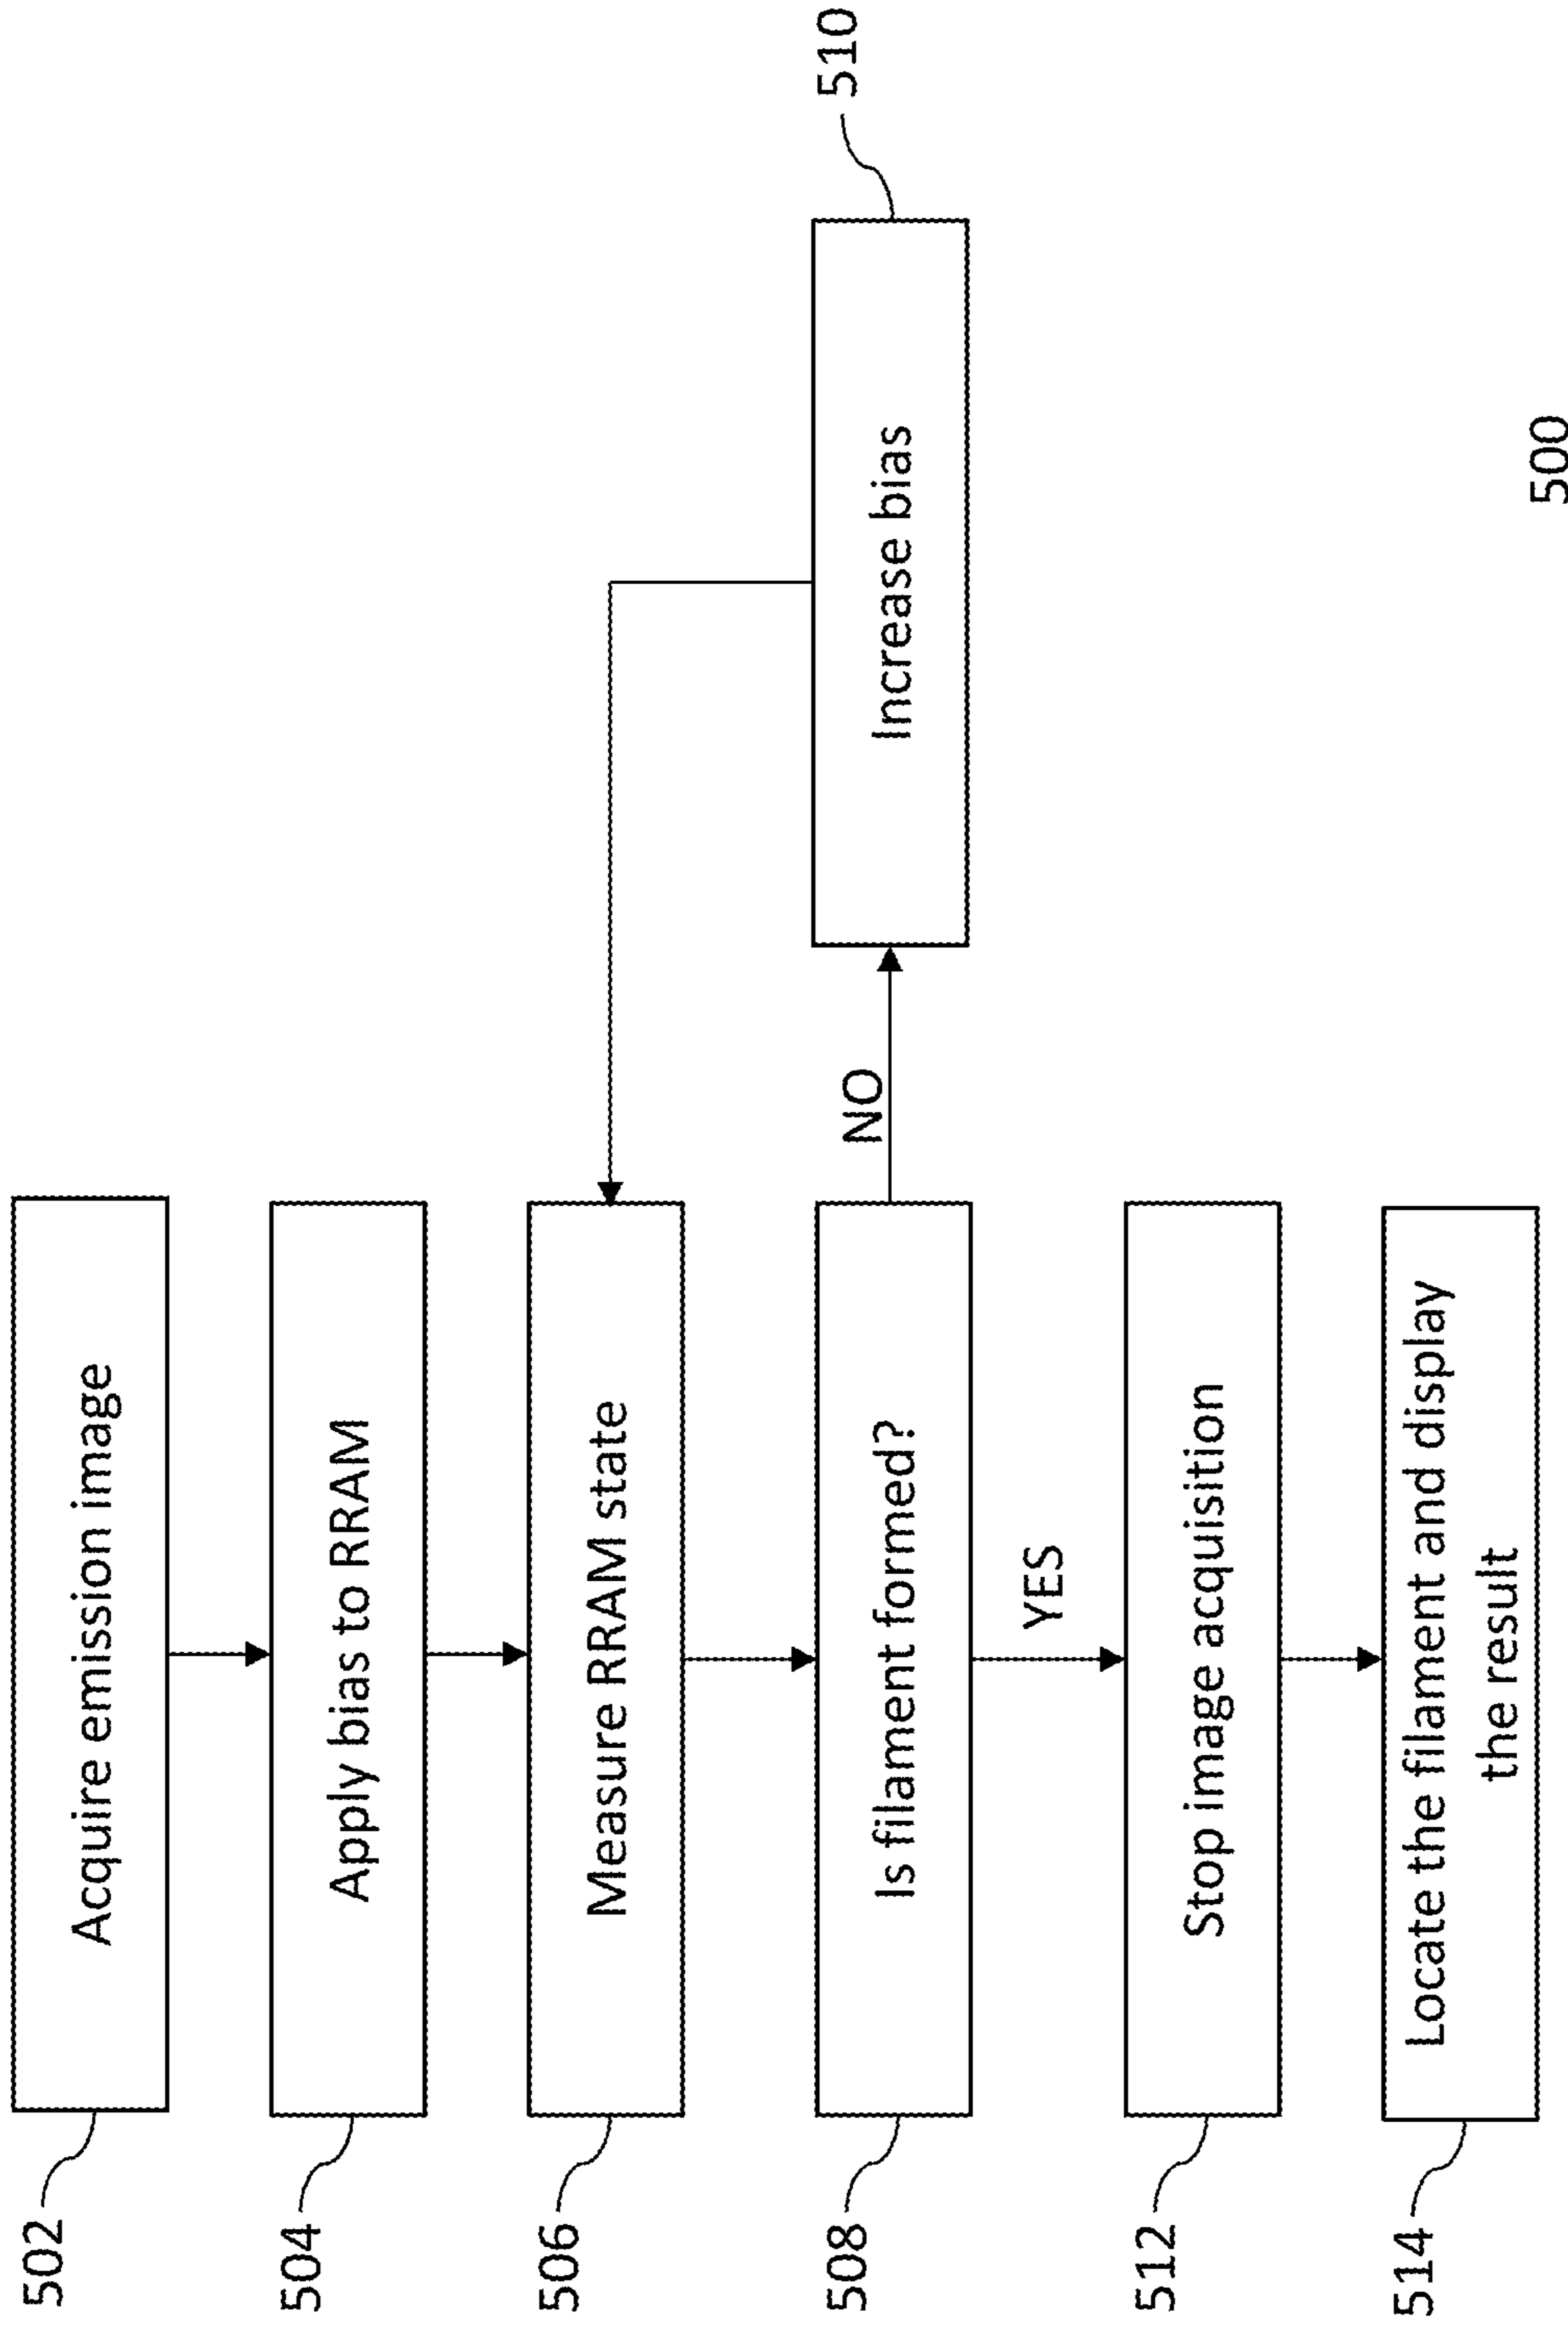 502
Acquire emission image
504
Apply bias to RRAM
506
Measure RRAM state
508
Is filament formed?
NO
Increase bias
510
YES
512
Stop image acquisition
514
Locate the filament and display
the result
500